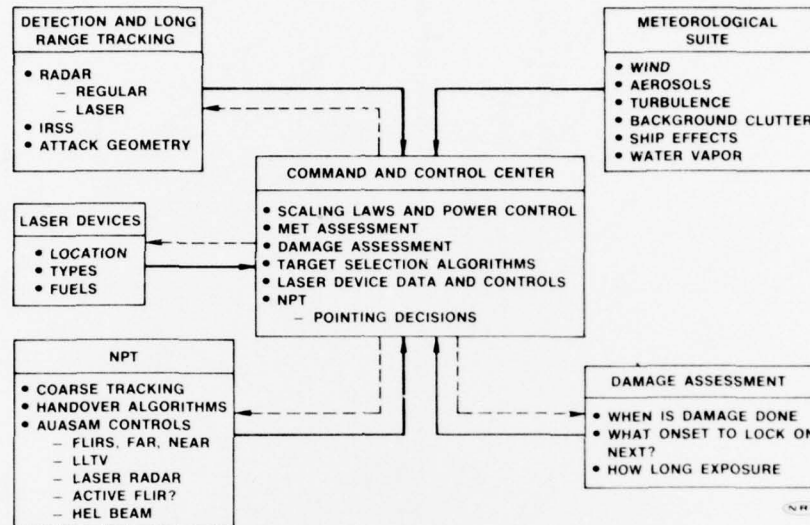 DETECTION AND LONG
RANGE TRACKING
• RADAR
– REGULAR
– LASER
• IRSS
• ATTACK GEOMETRY
METEOROLOGICAL
SUITE
• WIND
• AEROSOLS
• TURBULENCE
• BACKGROUND CLUTTER
• SHIP EFFECTS
• WATER VAPOR
COMMAND AND CONTROL CENTER
• SCALING LAWS AND POWER CONTROL
• MET ASSESSMENT
• DAMAGE ASSESSMENT
• TARGET SELECTION ALGORITHMS
• LASER DEVICE DATA AND CONTROLS
• NPT
– POINTING DECISIONS
LASER DEVICES
• LOCATION
• TYPES
• FUELS
NPT
• COARSE TRACKING
• HANDOVER ALGORITHMS
• AUASAM CONTROLS
– FLIRS, FAR, NEAR
– LLTV
– LASER RADAR
– ACTIVE FLIR?
– HEL BEAM
DAMAGE ASSESSMENT
• WHEN IS DAMAGE DONE
• WHAT ONSET TO LOCK ON
NEXT?
• HOW LONG EXPOSURE